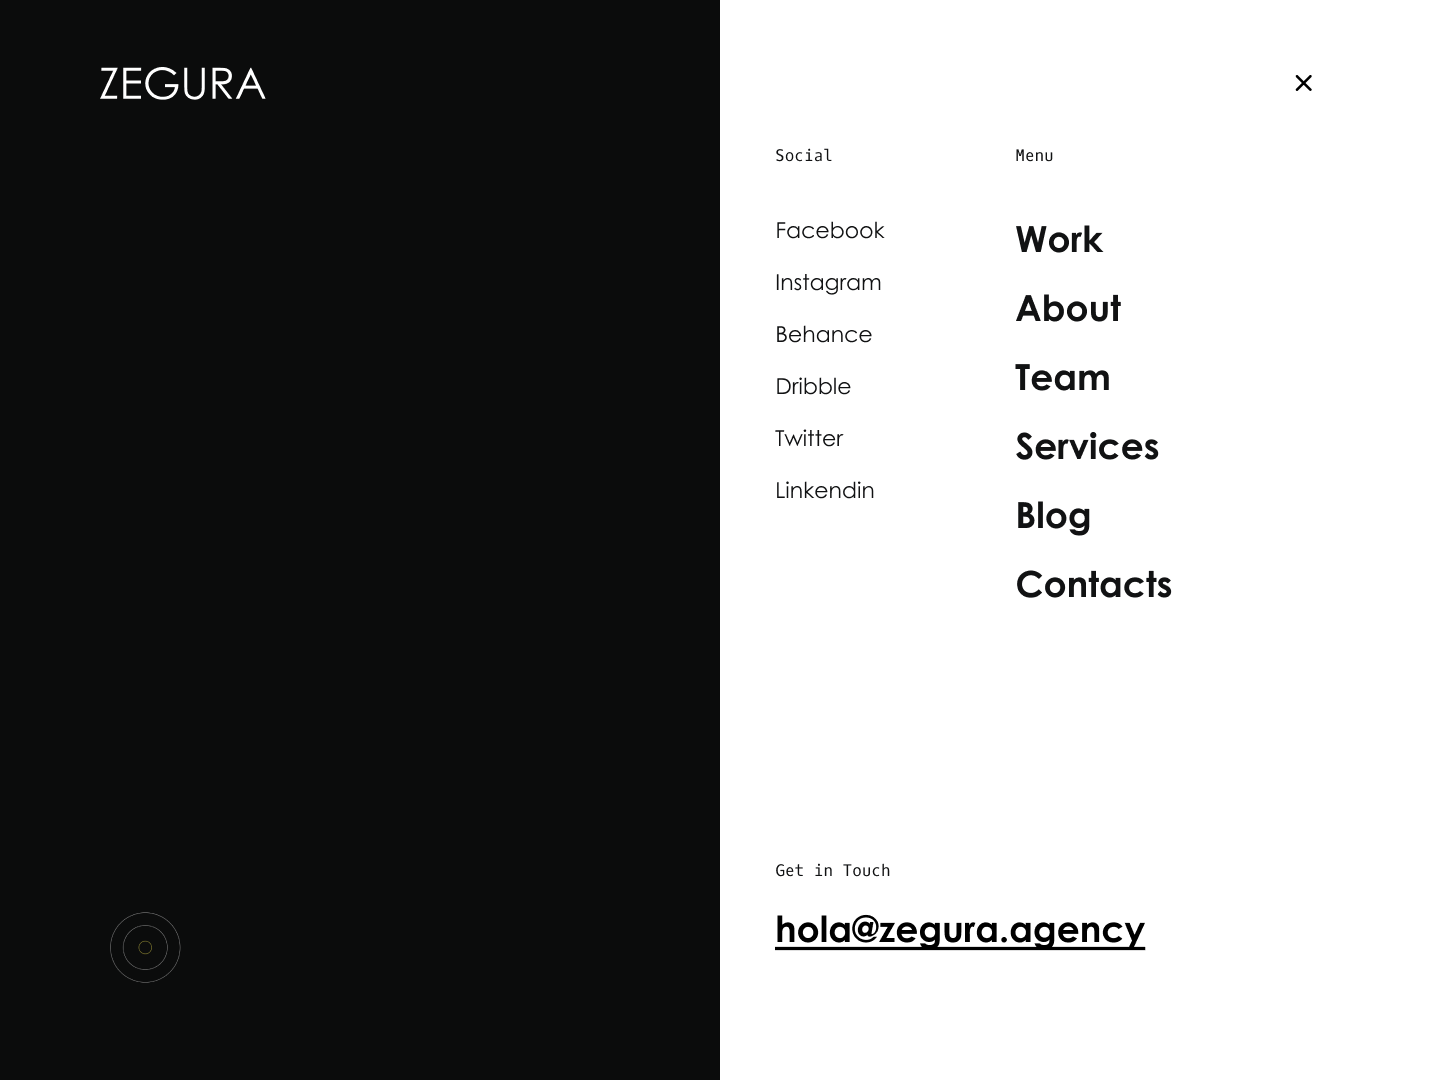 ZEGURA
Social
Facebook
Instagram
Behance
Dribble
Twitter
Linkendin
Menu
Work
About
Team
Services
Blog
Contacts
Get in Touch
hola@zegura.agency